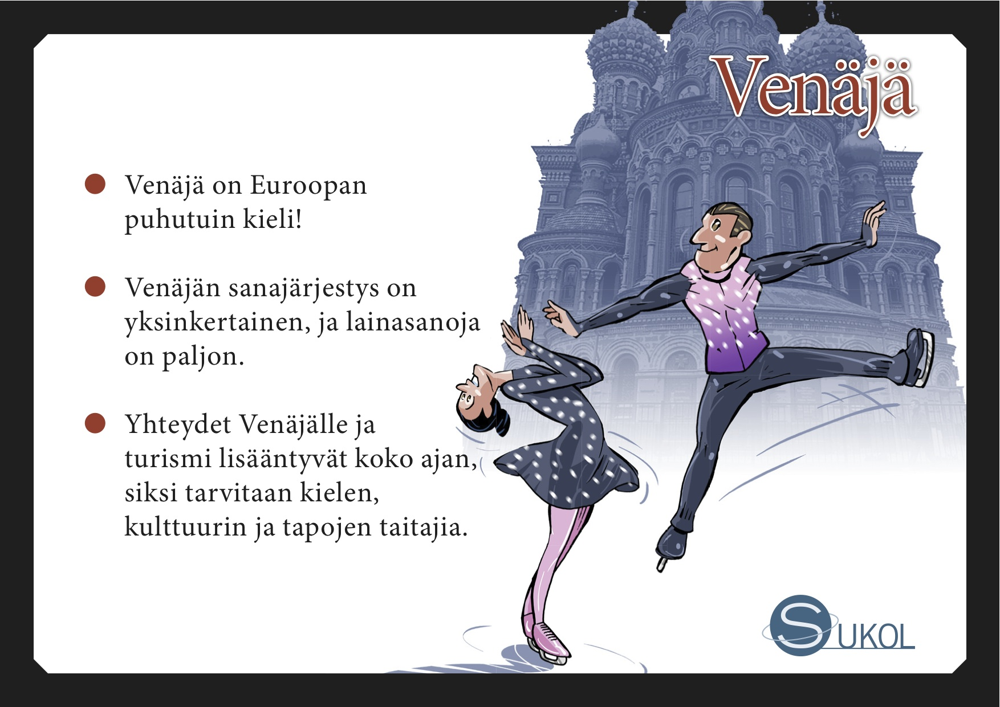 Venäjä
Venäjä on Euroopan
puhutuin kieli!
Venäjän sanajärjestys on
yksinkertainen, ja lainasanoja
on paljon.
Yhteydet Venäjälle ja
turismi lisääntyvät koko ajan,
siksi tarvitaan kielen,
kulttuurin ja tapojen taitajia.
SUKOL